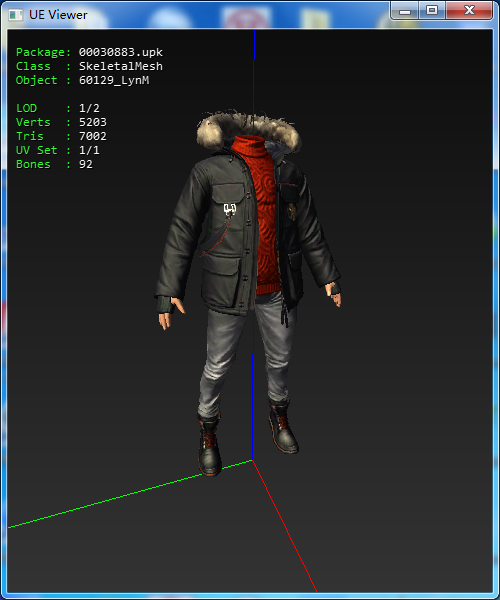 UE Viewer
Package: 00030883.upk
Class : SkeletalMesh
Object : 60129_LynM
LOD : 1/2
Verts : 5203
Tris : 7002
UV Set : 1/1
Bones : 92